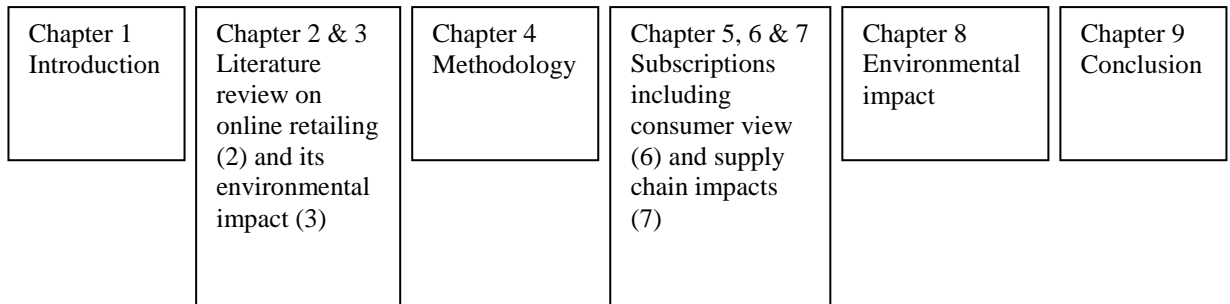 Chapter 1
Introduction
Chapter 2 & 3
Literature
review on
online retailing
(2) and its
environmental
impact (3)
Chapter 4
Methodology
Chapter 5, 6 & 7
Subscriptions
including
consumer view
(6) and supply
chain impacts
(7)
Chapter 8
Environmental
impact
Chapter 9
Conclusion